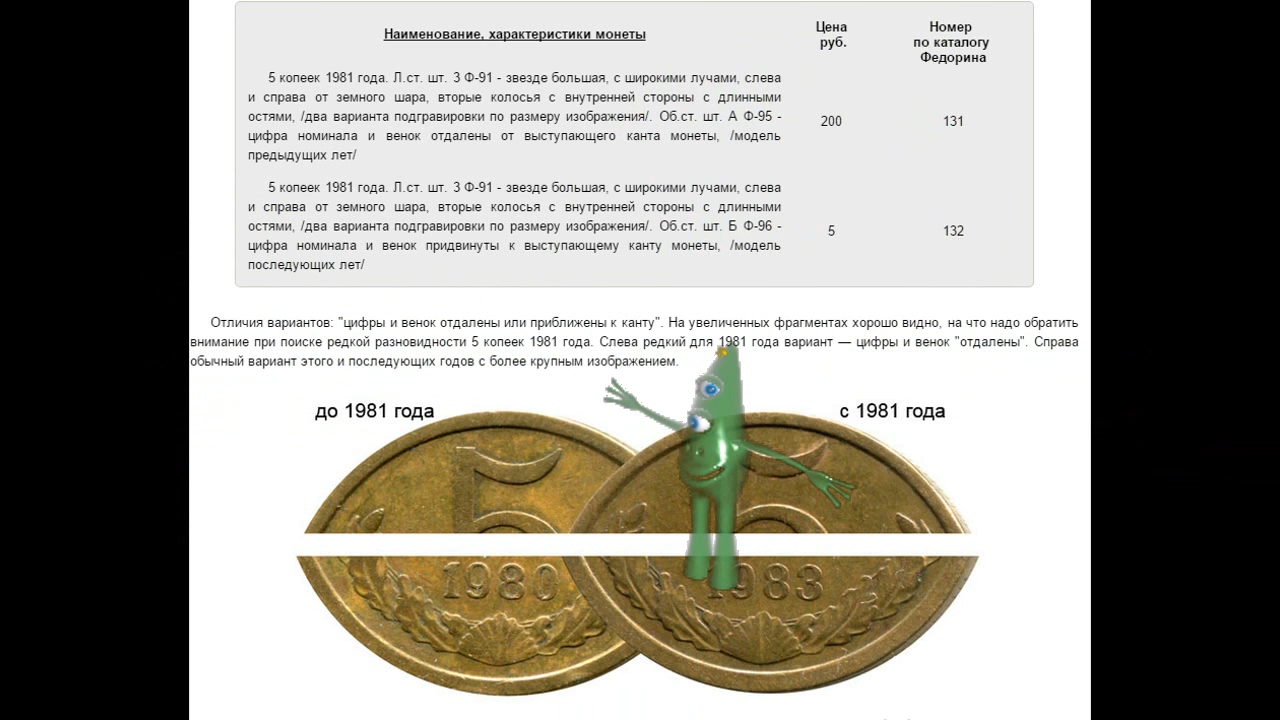 Наименование, характеристики монеты
Цена
руб.
Номер
по каталогу
Федорина
5 копеек 1981 года. Л.ст. шт. 3 Ф-91 - звезде большая, с широкими лучами, слева
и справа от земного шара, вторые колосья с внутренней стороны с длинными
остями, /два варианта подгравировки по размеру изображения/. Об.ст. шт. А Ф-95 -
цифра номинала и венок отдалены от выступающего канта монеты, /модель
предыдущих лет/
200
131
5 копеек 1981 года. Л.ст. шт. 3 Ф-91 - звезде большая, с широкими лучами, слева
и справа от земного шара, вторые колосья с внутренней стороны с длинными
остями, /два варианта подгравировки по размеру изображения/. Об.ст. шт. Б Ф-96 -
цифра номинала и венок придвинуты к выступающему канту монеты, /модель
последующих лет/
5
132
Отличия вариантов: "цифры и венок отдалены или приближены к канту". На увеличенных фрагментах хорошо видно, на что надо обратить
внимание при поиске редкой разновидности 5 копеек 1981 года. Слева редкий для 1981 года вариант — цифры и венок "отдалены". Справа
обычный вариант этого и последующих годов с более крупным изображением.
до 1981 года
с 1981 года
5
5
1980
1983